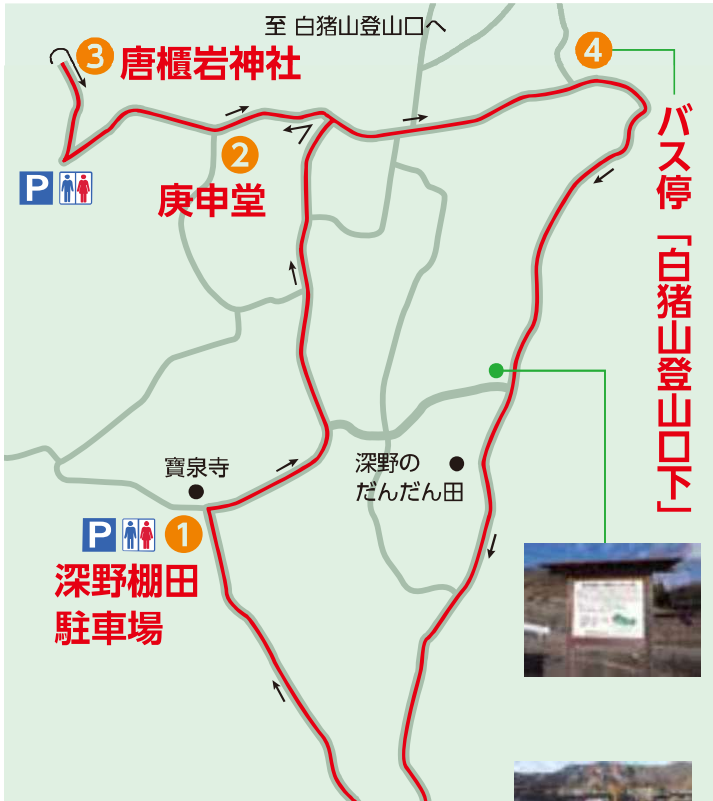 至 白猪山登山口へ
3 唐櫃岩神社
4
バス停「白猪山登山口下」
2
庚申堂
P
深野の
だんだん田
寶泉寺
P 1
深野棚田
駐車場